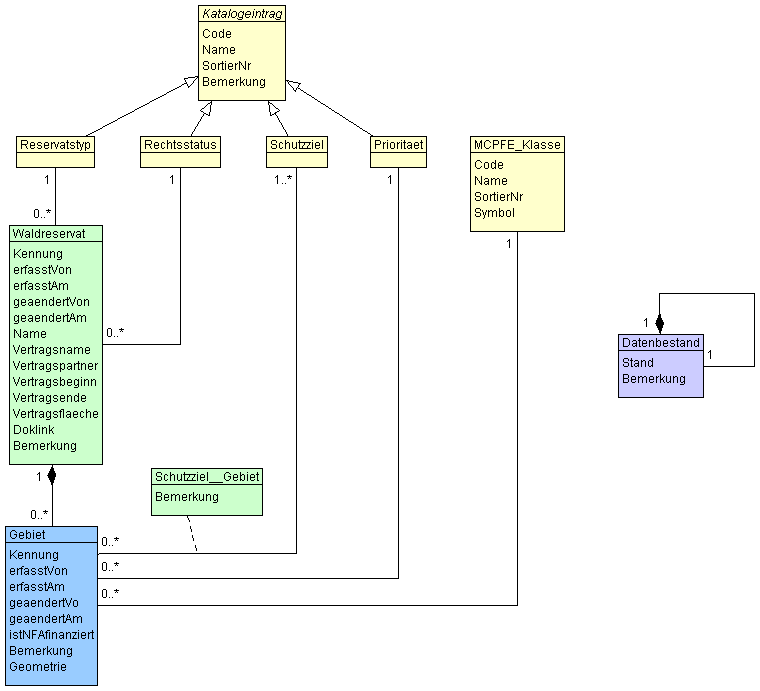 Katalogeintrag
Code
Name
SortierNr
Bemerkung
Reservatstyp
Rechtsstatus
Schutzziel
Prioritaet
MCPFE_Klasse
Code
Name
SortierNr
Symbol
1
1
1..*
1
1
0..*
Waldreservat
Kennung
erfasstVon
erfasstAm
geaendertVon
geaendertAm
Name
Vertragsname
Vertragspartner
Vertragsbeginn
Vertragsende
Vertragsflaeche
Doklink
Bemerkung
0..*
1
Datenbestand
Stand
Bemerkung
1
1
0..*
Schutzziel__Gebiet
Bemerkung
Gebiet
Kennung
erfasstVon
erfasstAm
geaendertVo
geaendertAm
istNFAfinanziert
Bemerkung
Geometrie
0..*
0..*
0..*